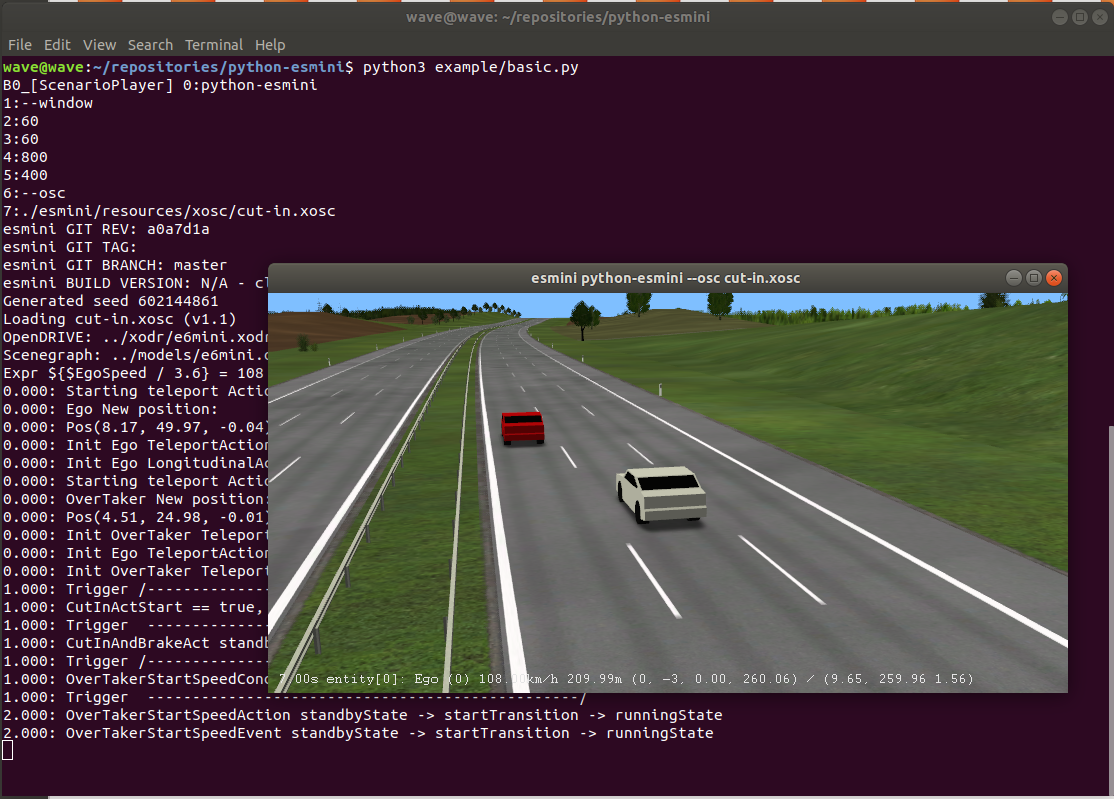 wave@wave: ~/repositories/python-esmini
File Edit View Search Terminal Help
wave@wave:~/repositories/python-esmini$ python3 example/basic.py
B0_[ScenarioPlayer] 0:python-esmini
1:--window
2:60
3:60
4:800
5:400
6:--osc
7:./esmini/resources/xosc/cut-in.xosc
esmini GIT REV: a0a7d1a
esmini GIT TAG:
esmini GIT BRANCH: master
esmini BUILD VERSION: N/A - cl
Generated seed 602144861
Loading cut-in.xosc (v1.1)
OpenDRIVE: ../xodr/e6mini.xodr
Scenegraph: ../models/e6mini.o
Expr ${$EgoSpeed / 3.6} = 108
0.000: Starting teleport Actio
0.000: Ego New position:
0.000: Pos(8.17, 49.97, -0.04)
0.000: Init Ego TeleportAction
0.000: Init Ego LongitudinalAc
0.000: Starting teleport Actio
0.000: OverTaker New position:
0.000: Pos(4.51, 24.98, -0.01)
0.000: Init OverTaker Teleport
0.000: Init Ego TeleportAction
0.000: Init OverTaker Teleport
1.000: Trigger /---------------
1.000: CutInActStart == true,
1.000: Trigger  ---------------
1.000: CutInAndBrakeAct standb
1.000: Trigger /---------------
1.000: OverTakerStartSpeedCond
1.000: Trigger  ------------------------------------------------/
2.000: OverTakerStartSpeedAction standbyState -> startTransition -> runningState
2.000: OverTakerStartSpeedEvent standbyState -> startTransition -> runningState
esmini python-esmini --osc cut-in.xosc
7.00s entity[0]: Ego (0) 108.00km/h 209.99m (0, -3, 0.00, 260.06) / (9.65, 259.96 1.56)